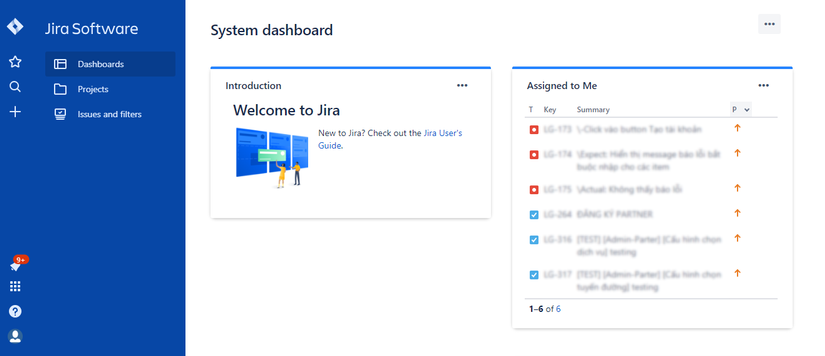 Jira Software
Dashboards
Projects
Issues and filters
9+
System dashboard
Introduction
Welcome to Jira
New to Jira? Check out the Jira User's
Guide.
Assigned to Me
T Key Summary P
LG-173 \-Click vào button Tạo tài khoản
LG-174 \Expect: Hiển thị message báo lỗi bắt
buộc nhập cho các item
LG-175 \Actual: Không thấy báo lỗi
LG-264 ĐĂNG KÝ PARTNER
LG-316 [TEST] [Admin-Parter] [Cấu hình chọn
dịch vụ] testing
LG-317 [TEST] [Admin-Parter] [Cấu hình chọn
tuyến đường] testing
1–6 of 6